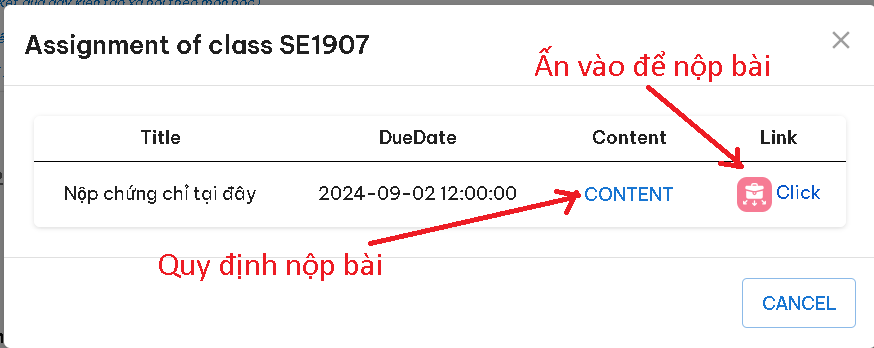 Assignment of class SE1907
Ấn vào để nộp bài
Title DueDate Content Link
Nộp chứng chỉ tại đây 2024-09-02 12:00:00 CONTENT Click
Quy định nộp bài
CANCEL